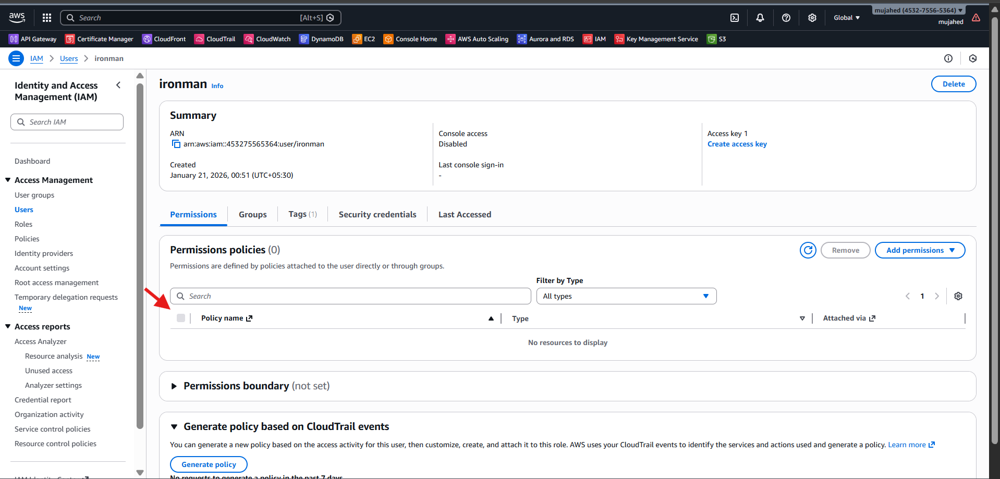 aws
Search [Alt+S]
Global
mujahed (4532-7556-5364)
mujahed
API Gateway
Certificate Manager
CloudFront
CloudTrail
CloudWatch
DynamoDB
EC2
Console Home
AWS Auto Scaling
Aurora and RDS
IAM
Key Management Service
S3
IAM > Users > ironman
Identity and Access
Management (IAM)
Search IAM
Dashboard
Access Management
User groups
Users
Roles
Policies
Identity providers
Account settings
Root access management
Temporary delegation requests
New
Access reports
Access Analyzer
Resource analysis New
Unused access
Analyzer settings
Credential report
Organization activity
Service control policies
Resource control policies
ironman Info
Delete
Summary
ARN
arn:aws:iam::453275565364:user/ironman
Created
January 21, 2026, 00:51 (UTC+05:30)
Console access
Disabled
Last console sign-in
-
Access key 1
Create access key
Permissions
Groups
Tags (1)
Security credentials
Last Accessed
Permissions policies (0)
Remove
Add permissions
Permissions are defined by policies attached to the user directly or through groups.
Filter by Type
Search
All types
1
Policy name
Type
Attached via
No resources to display
Permissions boundary (not set)
Generate policy based on CloudTrail events
You can generate a new policy based on the access activity for this user, then customize, create, and attach it to this role. AWS uses your CloudTrail events to identify the services and actions used and generate a policy. Learn more
Generate policy
No requests to generate a policy in the past 7 days